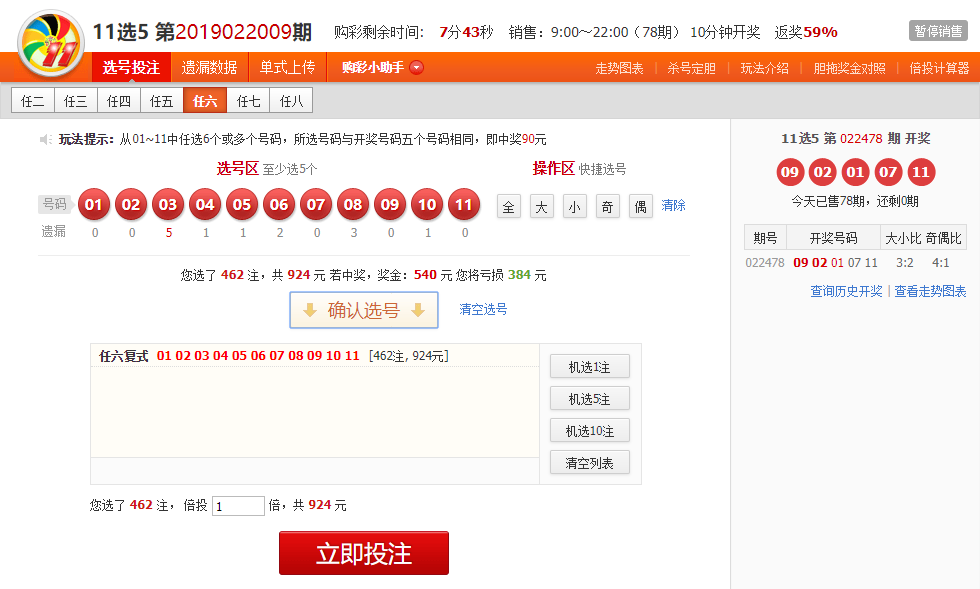 11选5 第2019022009期 购彩剩余时间： 7分43秒 销售：9:00～22:00（78期） 10分钟开奖 返奖59% 暂停销售
11
选号投注 遗漏数据 单式上传 购彩小助手 走势图表 | 杀号定胆 | 玩法介绍 | 胆拖奖金对照 | 倍投计算器
任二 任三 任四 任五 任六 任七 任八
玩法提示：从01~11中任选6个或多个号码，所选号码与开奖号码五个号码相同，即中奖90元
选号区 至少选5个 操作区 快捷选号
号码 01 02 03 04 05 06 07 08 09 10 11 全 大 小 奇 偶 清除
遗漏 0 0 5 1 1 2 0 3 0 1 0
您选了 462 注，共 924 元 若中奖，奖金：540 元 您将亏损 384 元
确认选号 清空选号
任六复式 01 02 03 04 05 06 07 08 09 10 11 [462注, 924元]
机选1注
机选5注
机选10注
清空列表
您选了 462 注， 倍投 1 倍，共 924 元
立即投注
11选5 第 022478 期 开奖
09 02 01 07 11
今天已售78期，还剩0期
期号 开奖号码 大小比 奇偶比
022478 09 02 01 07 11 3:2 4:1
查询历史开奖 | 查看走势图表